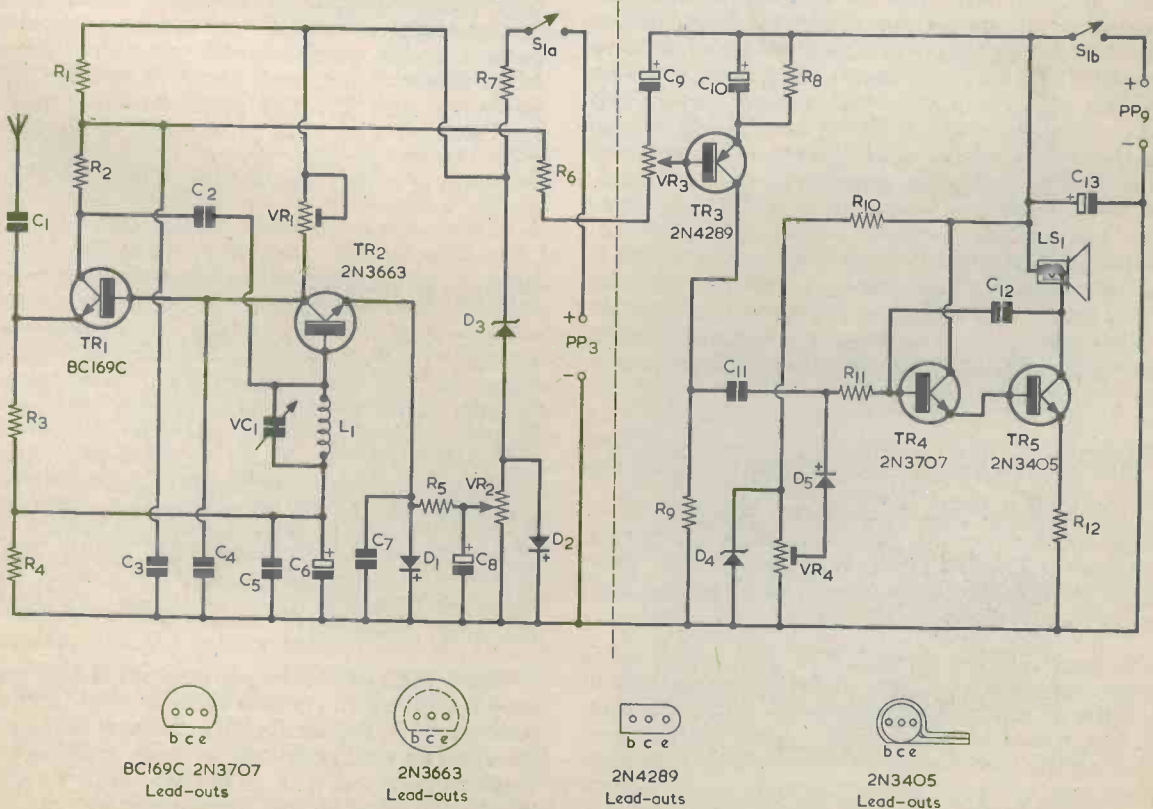 S1a
S1b
R1
R7
C9
C10
R8
+
+
+
PP9
−
R2
C2
VR1
R6
VR3
TR3
2N4289
C1
TR2
2N3663
R10
+
C13
LS1
TR1
BC169C
D3
+
PP3
−
C12
C11
R11
R3
VC1
L1
TR4
2N3707
TR5
2N3405
D5
+
R5
VR2
R9
R12
R4
C3
C4
C5
C6
+
C7
D1
+
C8
+
D2
+
D4
VR4
b c e
b c e
b c e
b c e
BC169C 2N3707
Lead-outs
2N3663
Lead-outs
2N4289
Lead-outs
2N3405
Lead-outs